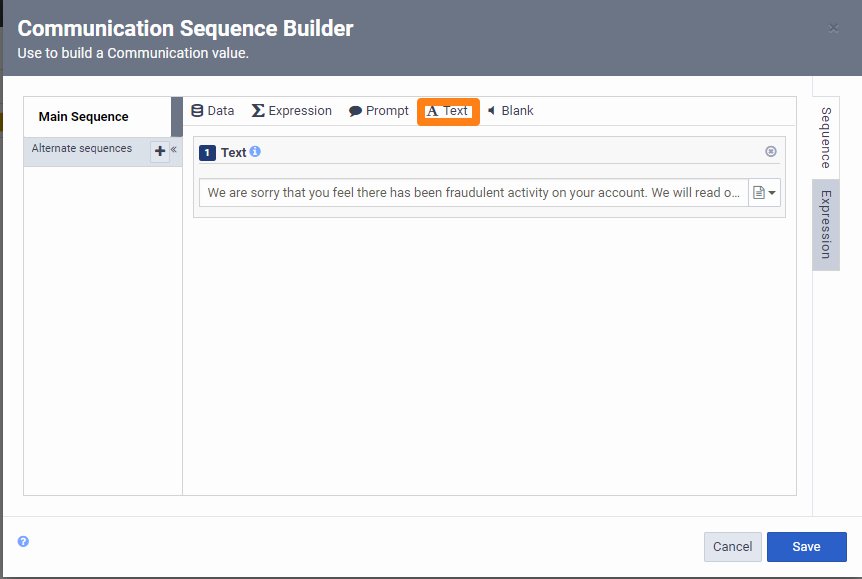 Communication Sequence Builder
Use to build a Communication value.
Main Sequence
Alternate sequences
Data Expression Prompt Text Blank
1 Text
We are sorry that you feel there has been fraudulent activity on your account. We will read o...
Sequence
Expression
Cancel Save